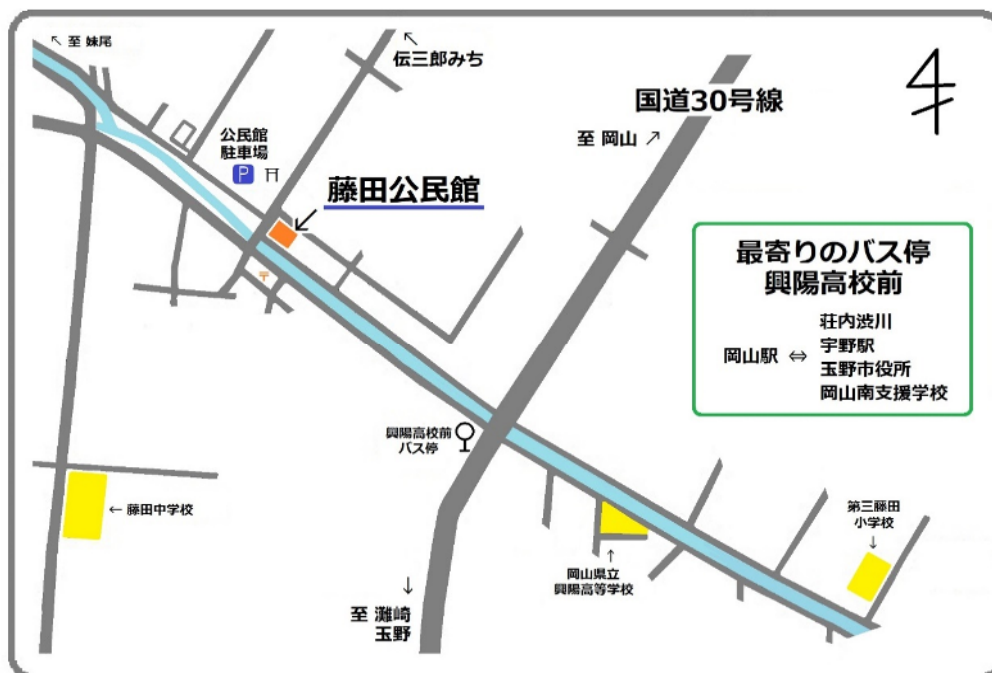 ↖ 至 妹尾
↖
伝三郎みち
国道30号線
至 岡山 ↗
公民館
駐車場
P
藤田公民館
〒
最寄りのバス停
興陽高校前
岡山駅 ⇔
荘内渋川
宇野駅
玉野市役所
岡山南支援学校
興陽高校前
バス停
← 藤田中学校
第三藤田
小学校
↓
↑
岡山県立
興陽高等学校
↓
至 灘崎
玉野